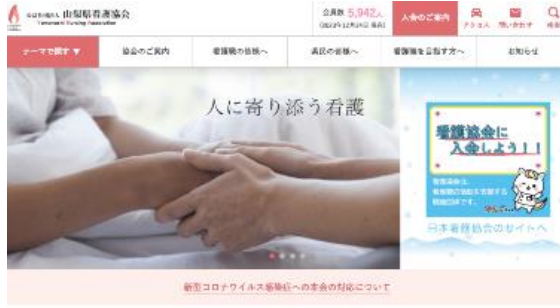 公益社団法人 山梨県看護協会
Yamanashi Nursing Association
会員数 5,942人
入会のご案内
アクセス
問い合わせ
テーマで探す ▼
協会のご案内
看護職の皆様へ
県民の皆様へ
看護職を目指す方へ
お知らせ
人に寄り添う看護
看護協会に
入会しよう！！
看護協会は、
日本看護協会のサイトへ
新型コロナウイルス感染症への本会の対応について